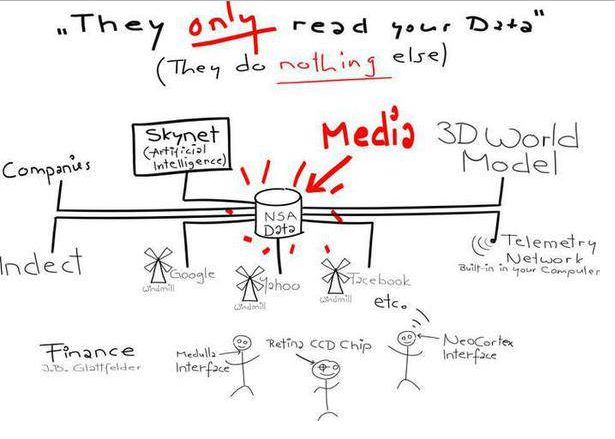 „They only read your Data"
(They do nothing else)
Skynet
(Artificial
Intelligence)
Media
3D World
Model
Companies
NSA
Data
Indect
Google
Windmill
Yahoo
Windmill
Facebook
Windmill
etc.
Telemetry
Network
Built-in in your Computer
Finance
J.B. Glattfelder
Medulla
Interface
Retina CCD Chip
NeoCortex
Interface